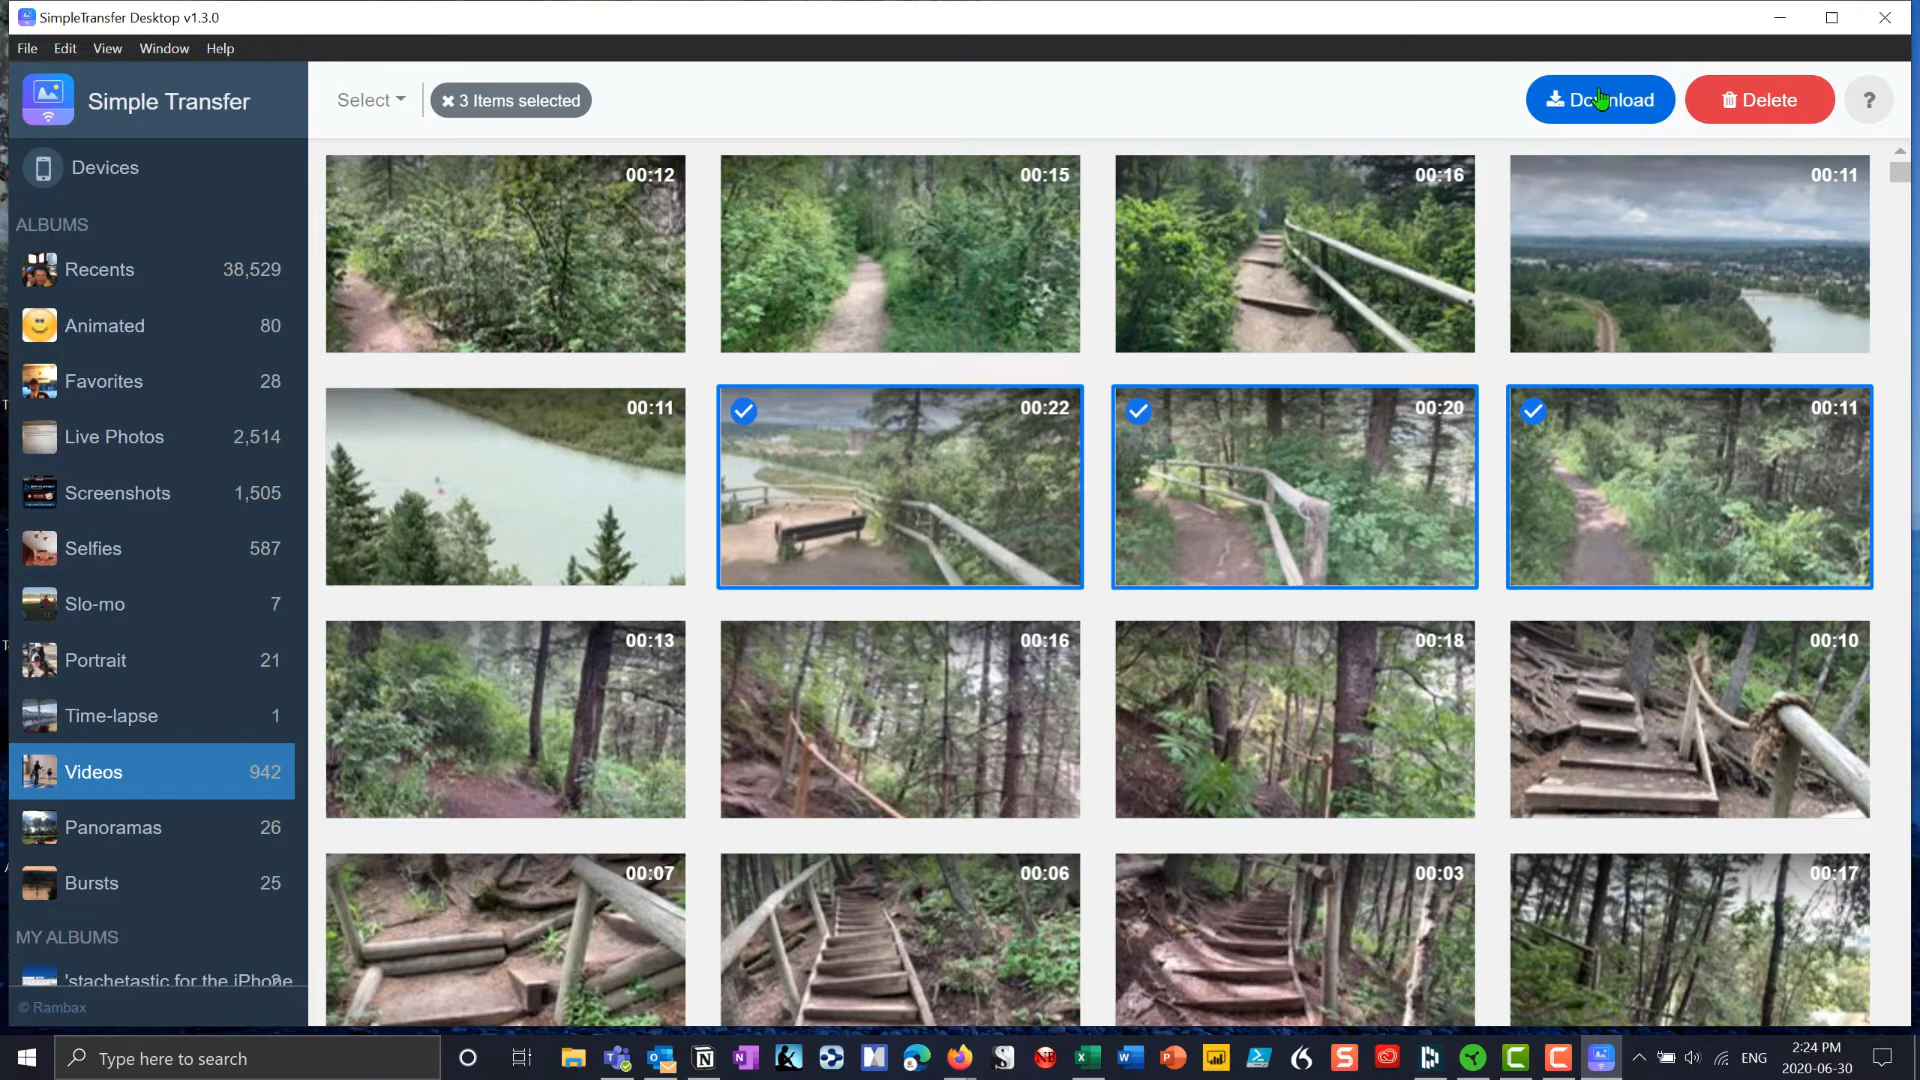 SimpleTransfer Desktop v1.3.0
File Edit View Window Help
Simple Transfer
Select
3 Items selected
Download
Delete
?
Devices
ALBUMS
Recents 38,529
Animated 80
Favorites 28
Live Photos 2,514
Screenshots 1,505
Selfies 587
Slo-mo 7
Portrait 21
Time-lapse 1
Videos 942
Panoramas 26
Bursts 25
MY ALBUMS
'stachetastic for the iPhone
© Rambax
00:12 00:15 00:16 00:11
00:11 00:22 00:20 00:11
00:13 00:16 00:18 00:10
00:07 00:06 00:03 00:17
Type here to search
ENG
2:24 PM
2020-06-30